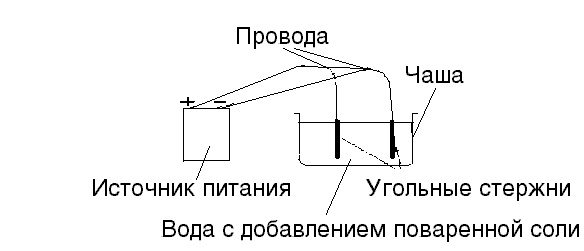 Провода
Чаша
+ -
Источник питания
Угольные стержни
Вода с добавлением поваренной соли